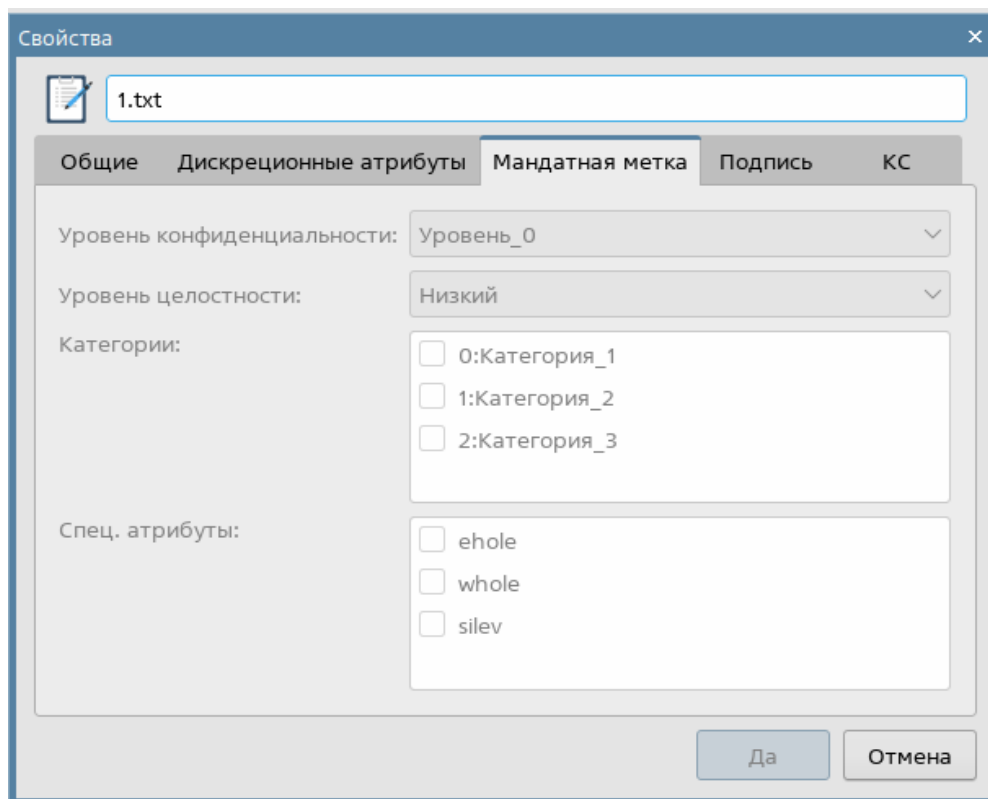 Свойства
1.txt
Общие Дискреционные атрибуты Мандатная метка Подпись КС
Уровень конфиденциальности: Уровень_0
Уровень целостности: Низкий
Категории:
0:Категория_1
1:Категория_2
2:Категория_3
Спец. атрибуты:
ehole
whole
silev
Да Отмена